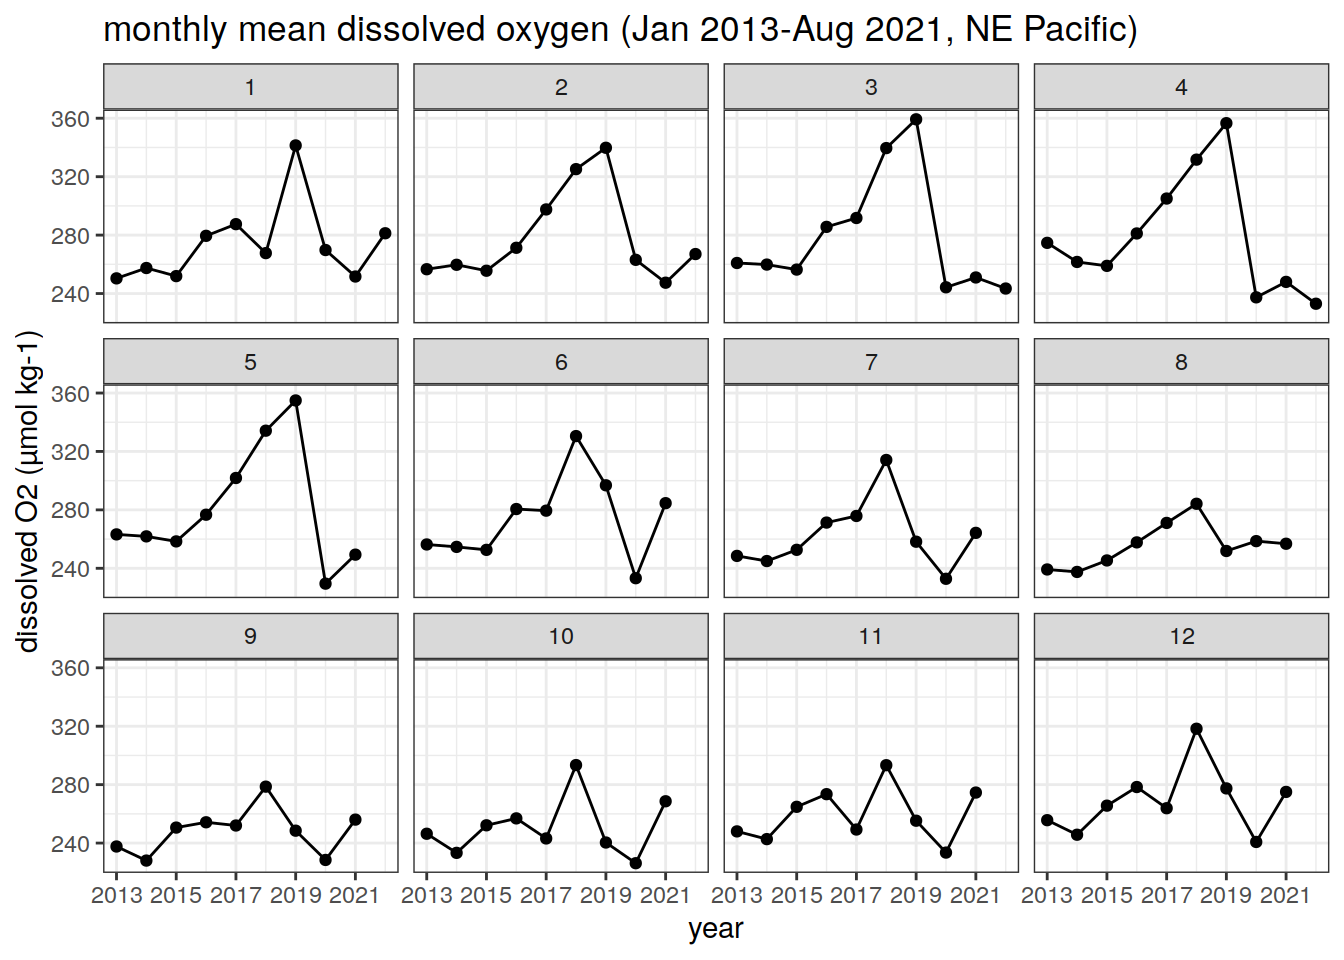 monthly mean dissolved oxygen (Jan 2013-Aug 2021, NE Pacific)
1 2 3 4
360
320
280
240
5 6 7 8
360
320
280
240
9 10 11 12
360
320
280
240
2013 2015 2017 2019 2021 2013 2015 2017 2019 2021 2013 2015 2017 2019 2021 2013 2015 2017 2019 2021
year
dissolved O2 (μmol kg-1)